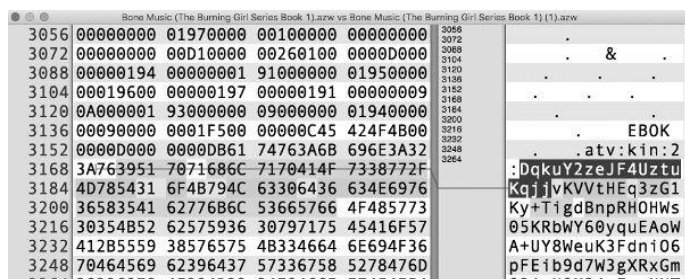 Bone Music (The Burning Girl Series Book 1).azw vs Bone Music (The Burning Girl Series Book 1) (1).azw
3056 00000000 01970000 00100000 00000000
3072 00000000 00D10000 00260100 0000D000
3088 00000194 00000001 91000000 01950000
3104 00019600 00000197 00000191 00000009
3120 0A000001 93000000 09000000 01940000
3136 00090000 0001F500 00000C45 424F4B00
3152 0000D000 0000DB61 74763A6B 696E3A32
3168 3A763951 7071686C 7170414F 7338772F
3184 4D785431 6F4B794C 63306436 634E6976
3200 36583541 62776B6C 53665766 4F485773
3216 30354B52 62575936 30797175 45416F57
3232 412B5559 38576575 4B334664 6E694F36
3248 70464569 62396437 57336758 5278476D
3056
3072
3088
3104
3120
3136
3152
3168
3184
3200
3216
3232
3248
3264
.
. &
. . .
. . .
. . .
. .EBOK
. .atv:kin:2
:DqkuY2zeJF4Uztu
KqjjvKVVtHEq3zG1
Ky+TigdBnpRHOHWs
05KRbWY60yquEAoW
A+UY8WeuK3FdniO6
pFEib9d7W3gXRxGm